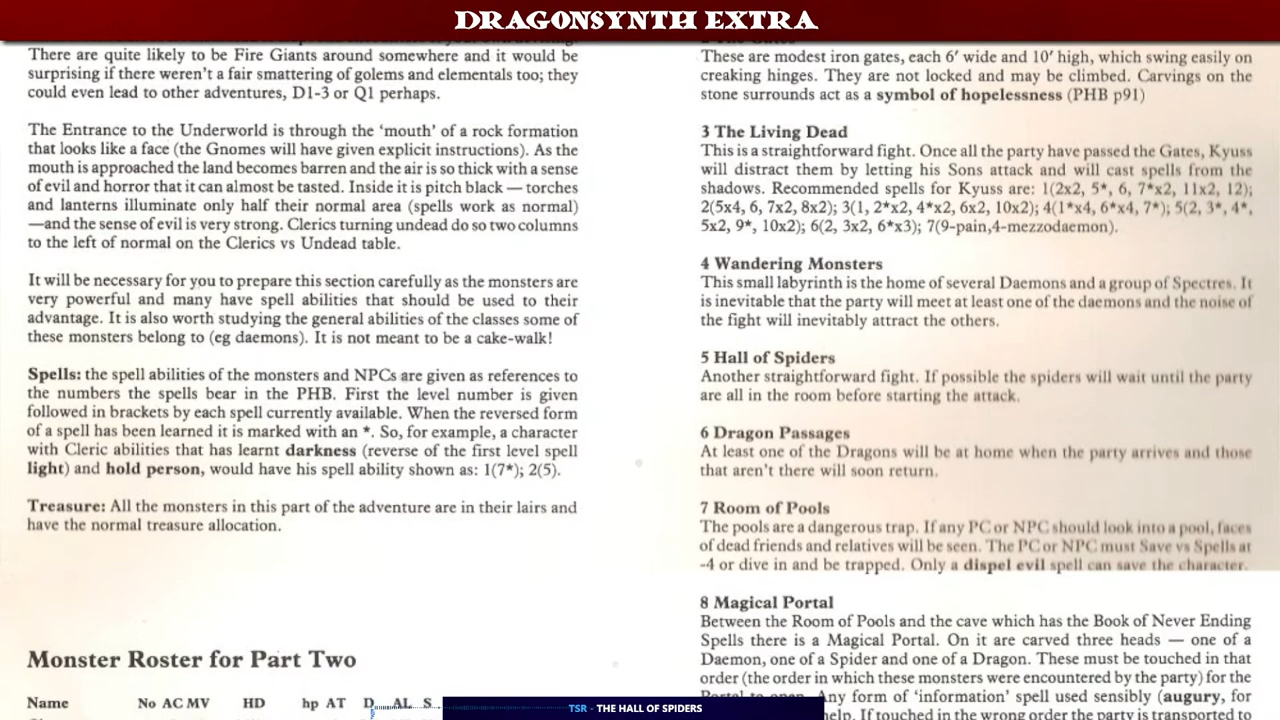 DRAGONSYNTH EXTRA
There are quite likely to be Fire Giants around somewhere and it would be
surprising if there weren't a fair smattering of golems and elementals too; they
could even lead to other adventures, D1-3 or Q1 perhaps.
The Entrance to the Underworld is through the 'mouth' of a rock formation
that looks like a face (the Gnomes will have given explicit instructions). As the
mouth is approached the land becomes barren and the air is so thick with a sense
of evil and horror that it can almost be tasted. Inside it is pitch black — torches
and lanterns illuminate only half their normal area (spells work as normal)
—and the sense of evil is very strong. Clerics turning undead do so two columns
to the left of normal on the Clerics vs Undead table.
It will be necessary for you to prepare this section carefully as the monsters are
very powerful and many have spell abilities that should be used to their
advantage. It is also worth studying the general abilities of the classes some of
these monsters belong to (eg daemons). It is not meant to be a cake-walk!
Spells: the spell abilities of the monsters and NPCs are given as references to
the numbers the spells bear in the PHB. First the level number is given
followed in brackets by each spell currently available. When the reversed form
of a spell has been learned it is marked with an *. So, for example, a character
with Cleric abilities that has learnt darkness (reverse of the first level spell
light) and hold person, would have his spell ability shown as: 1(7*); 2(5).
Treasure: All the monsters in this part of the adventure are in their lairs and
have the normal treasure allocation.
Monster Roster for Part Two
Name No AC MV HD hp AT D AL S
These are modest iron gates, each 6' wide and 10' high, which swing easily on
creaking hinges. They are not locked and may be climbed. Carvings on the
stone surrounds act as a symbol of hopelessness (PHB p91)
3 The Living Dead
This is a straightforward fight. Once all the party have passed the Gates, Kyuss
will distract them by letting his Sons attack and will cast spells from the
shadows. Recommended spells for Kyuss are: 1(2x2, 5*, 6, 7*x2, 11x2, 12);
2(5x4, 6, 7x2, 8x2); 3(1, 2*x2, 4*x2, 6x2, 10x2); 4(1*x4, 6*x4, 7*); 5(2, 3*, 4*,
5x2, 9*, 10x2); 6(2, 3x2, 6*x3); 7(9-pain,4-mezzodaemon).
4 Wandering Monsters
This small labyrinth is the home of several Daemons and a group of Spectres. It
is inevitable that the party will meet at least one of the daemons and the noise of
the fight will inevitably attract the others.
5 Hall of Spiders
Another straightforward fight. If possible the spiders will wait until the party
are all in the room before starting the attack.
6 Dragon Passages
At least one of the Dragons will be at home when the party arrives and those
that aren't there will soon return.
7 Room of Pools
The pools are a dangerous trap. If any PC or NPC should look into a pool, faces
of dead friends and relatives will be seen. The PC or NPC must Save vs Spells at
-4 or dive in and be trapped. Only a dispel evil spell can save the character.
8 Magical Portal
Between the Room of Pools and the cave which has the Book of Never Ending
Spells there is a Magical Portal. On it are carved three heads — one of a
Daemon, one of a Spider and one of a Dragon. These must be touched in that
order (the order in which these monsters were encountered by the party) for the
Portal to open. Any form of 'information' spell used sensibly (augury, for
help. If touched in the wrong order the party is transported to
TSR - THE HALL OF SPIDERS